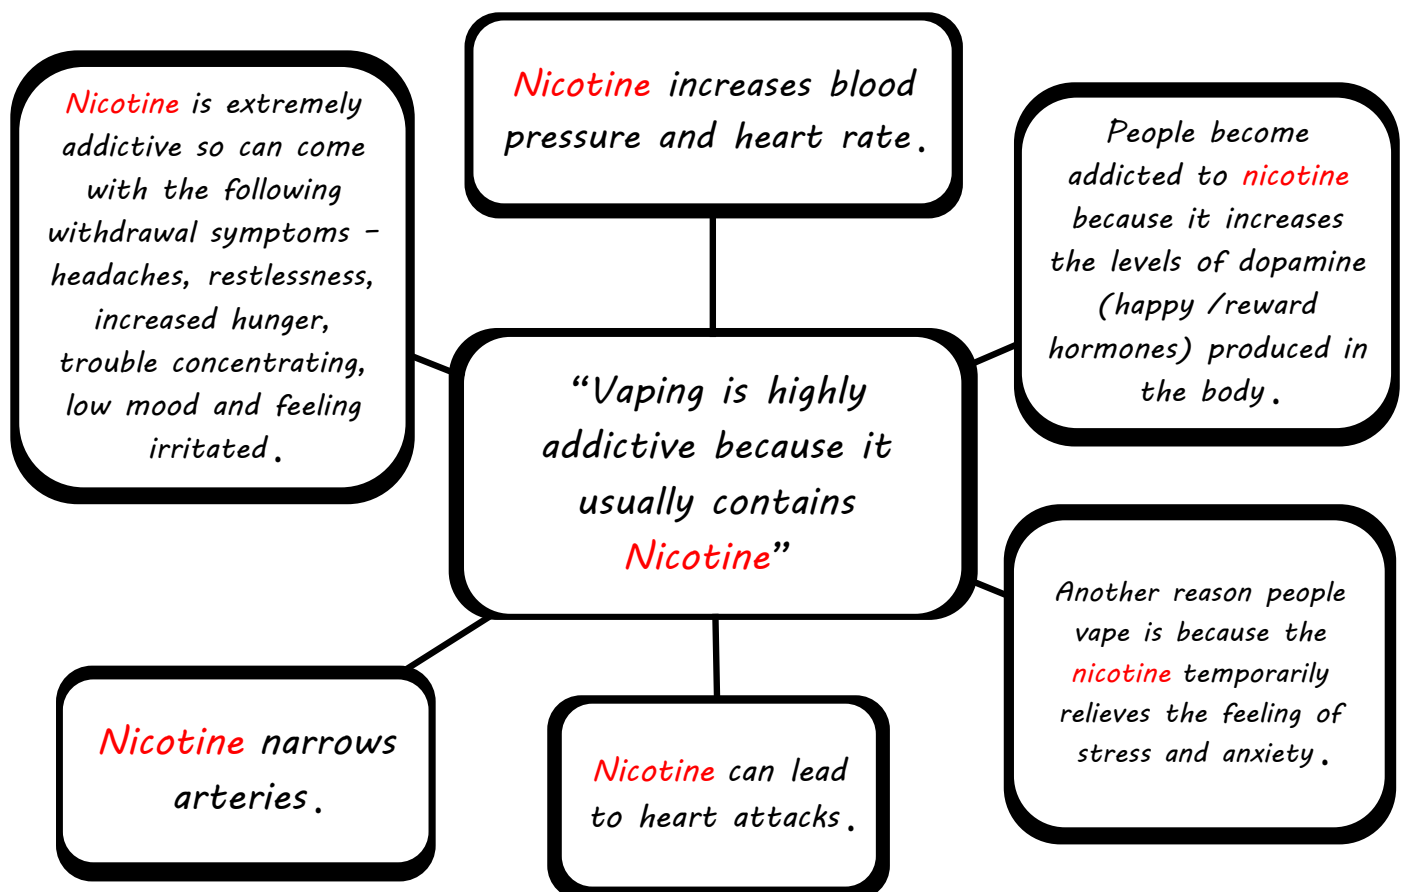 Nicotine increases blood
pressure and heart rate.
Nicotine is extremely
addictive so can come
with the following
withdrawal symptoms -
headaches, restlessness,
increased hunger,
trouble concentrating,
low mood and feeling
irritated.
People become
addicted to nicotine
because it increases
the levels of dopamine
(happy /reward
hormones) produced in
the body.
“Vaping is highly
addictive because it
usually contains
Nicotine”
Another reason people
vape is because the
nicotine temporarily
relieves the feeling of
stress and anxiety.
Nicotine narrows
arteries.
Nicotine can lead
to heart attacks.